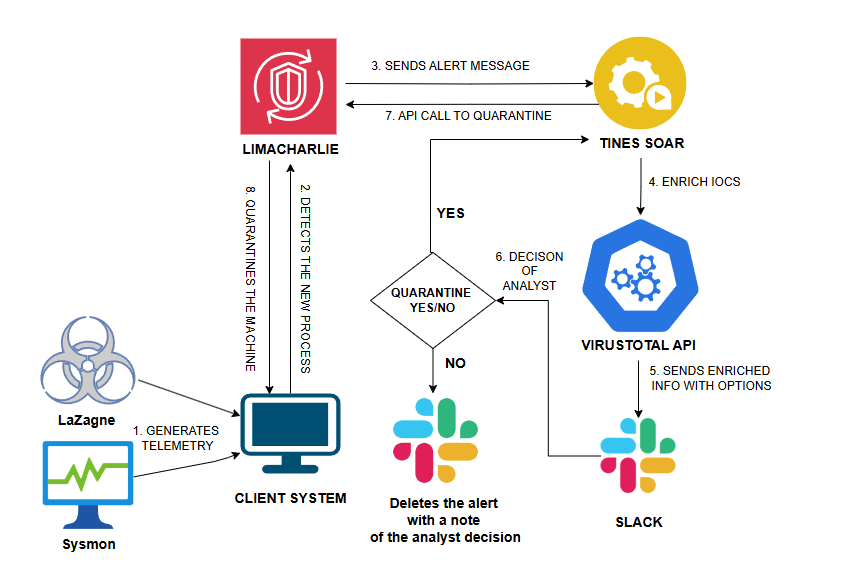 3. SENDS ALERT MESSAGE
7. API CALL TO QUARANTINE
LIMACHARLIE
TINES SOAR
4. ENRICH IOCS
8. QUARANTINES THE MACHINE
2. DETECTS THE NEW PROCESS
YES
6. DECISON
OF
ANALYST
QUARANTINE
YES/NO
VIRUSTOTAL API
NO
5. SENDS ENRICHED
INFO WITH OPTIONS
LaZagne
1. GENERATES
TELEMETRY
CLIENT SYSTEM
Deletes the alert
with a note
of the analyst decision
SLACK
Sysmon